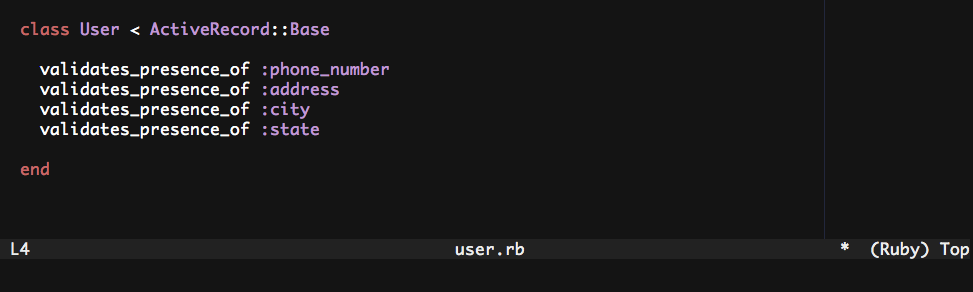 class User < ActiveRecord::Base
validates_presence_of :phone_number
validates_presence_of :address
validates_presence_of :city
validates_presence_of :state
end
L4 user.rb * (Ruby) Top